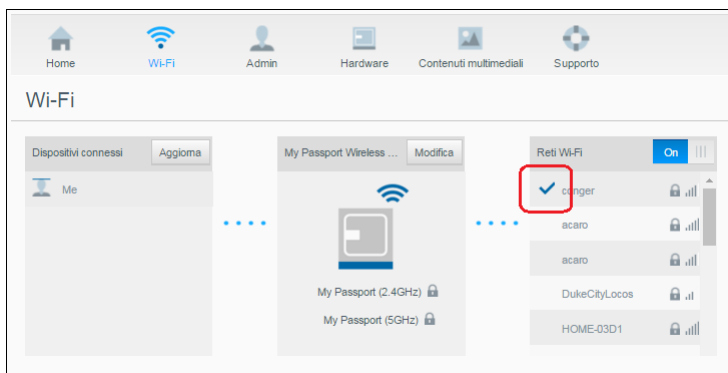 Home Wi-Fi Admin Hardware Contenuti multimediali Supporto
Wi-Fi
Dispositivi connessi Aggiorna
Me
My Passport Wireless ... Modifica
My Passport (2.4GHz)
My Passport (5GHz)
Reti Wi-Fi On
conger
acaro
acaro
DukeCityLocos
HOME-03D1